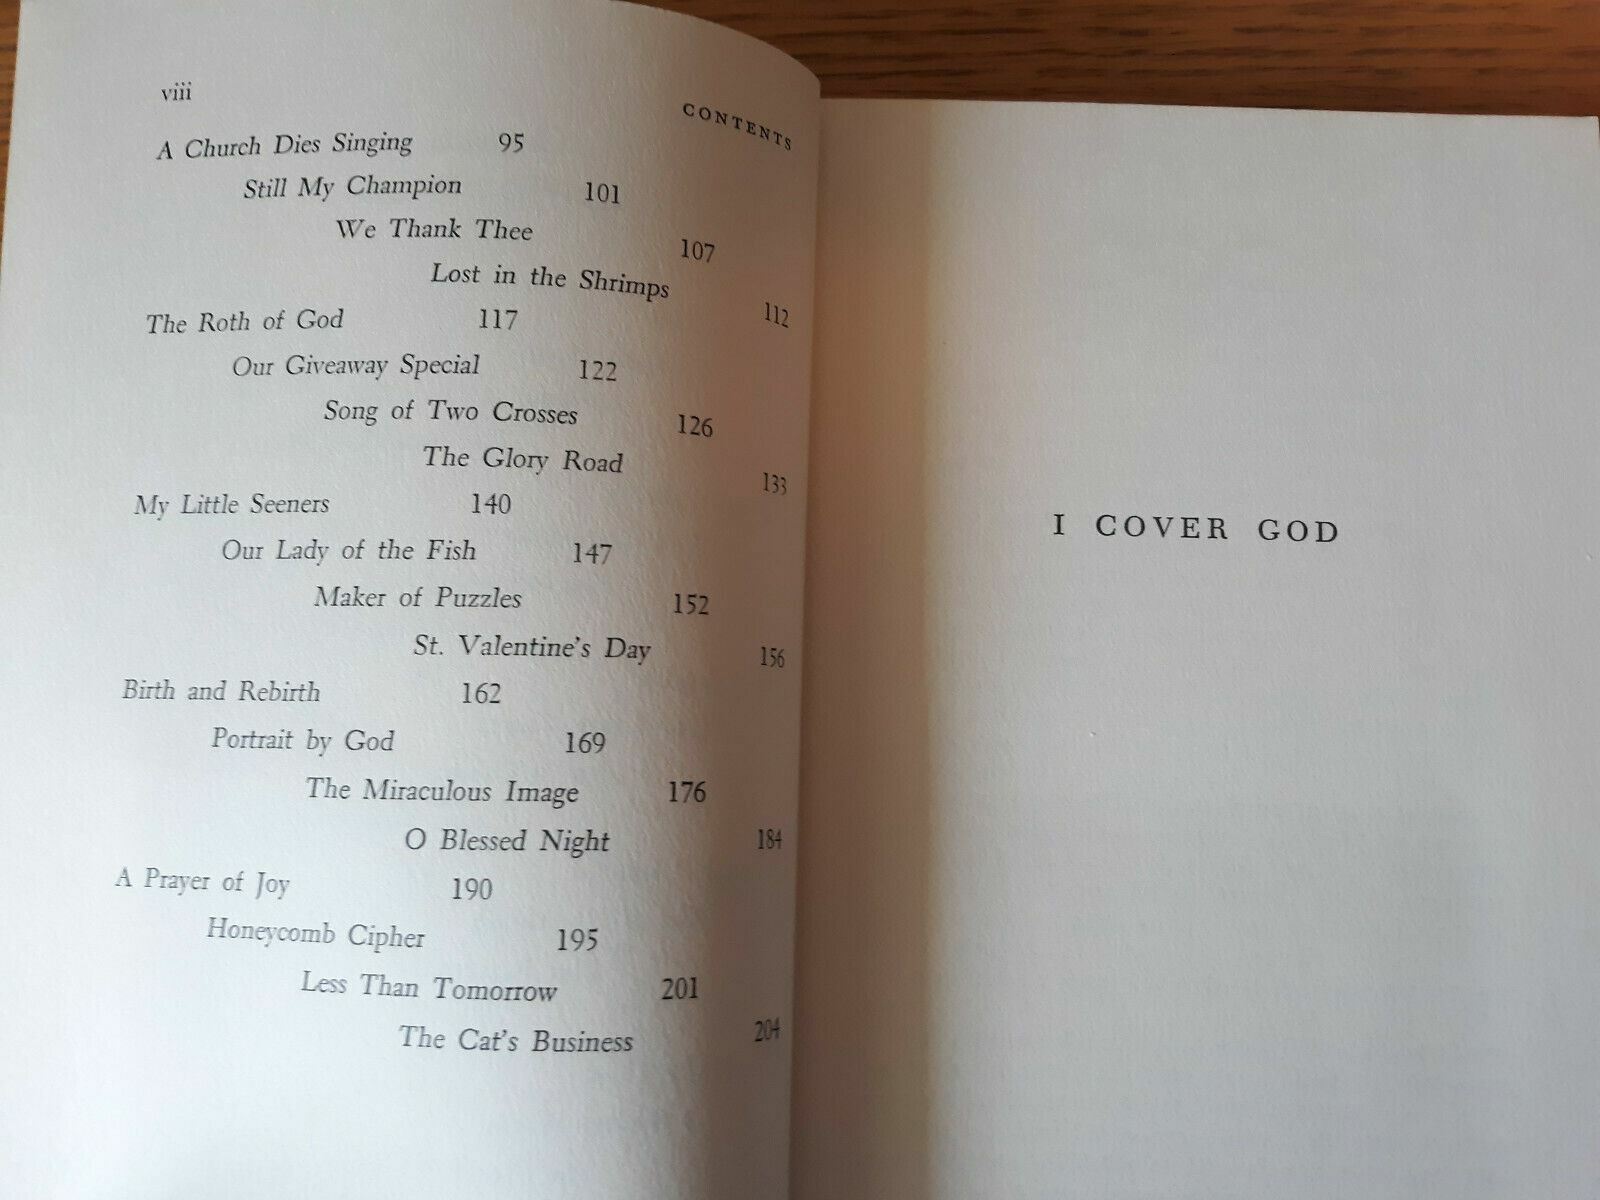 viii CONTENTS
A Church Dies Singing 95
Still My Champion 101
We Thank Thee 107
Lost in the Shrimps 112
The Roth of God 117
Our Giveaway Special 122
Song of Two Crosses 126
The Glory Road 133
My Little Seeners 140
Our Lady of the Fish 147
Maker of Puzzles 152
St. Valentine's Day 156
Birth and Rebirth 162
Portrait by God 169
The Miraculous Image 176
O Blessed Night 184
A Prayer of Joy 190
Honeycomb Cipher 195
Less Than Tomorrow 201
The Cat's Business 204
I COVER GOD